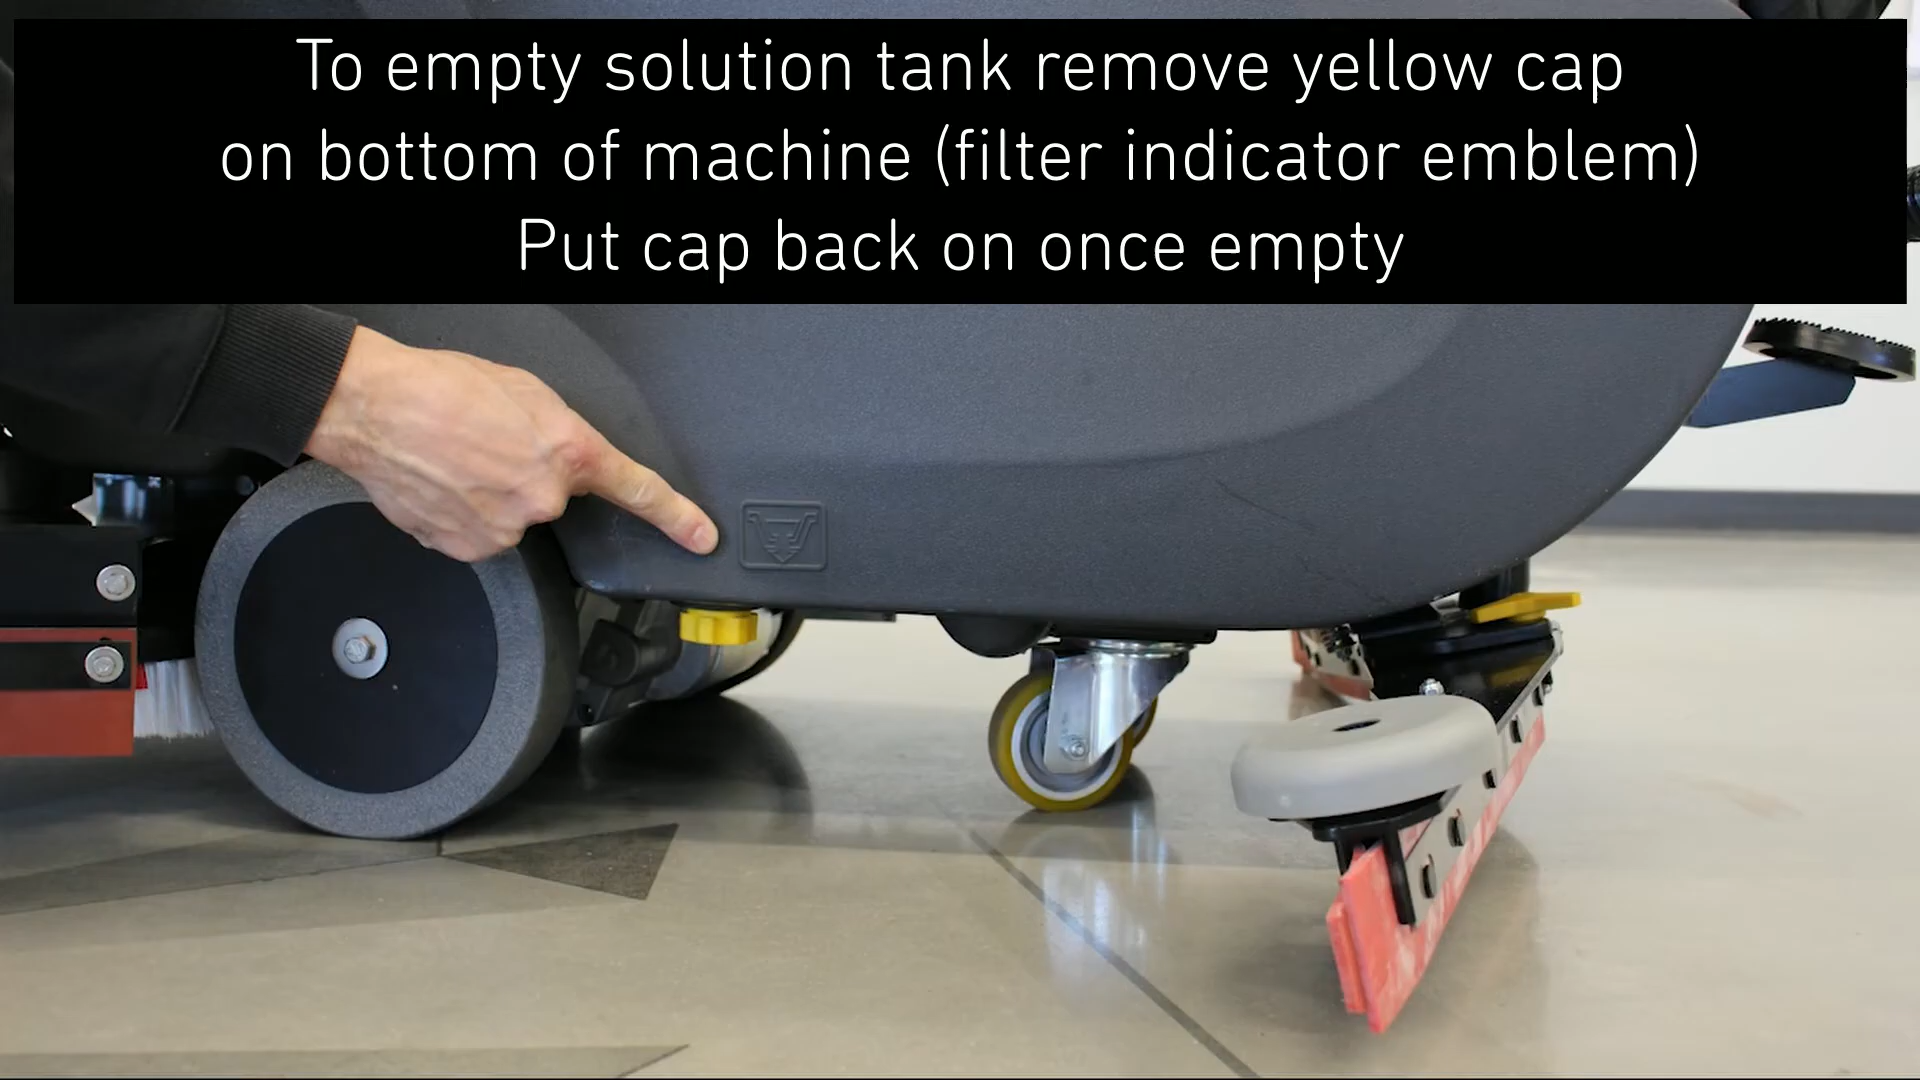 To empty solution tank remove yellow cap
on bottom of machine (filter indicator emblem)
Put cap back on once empty